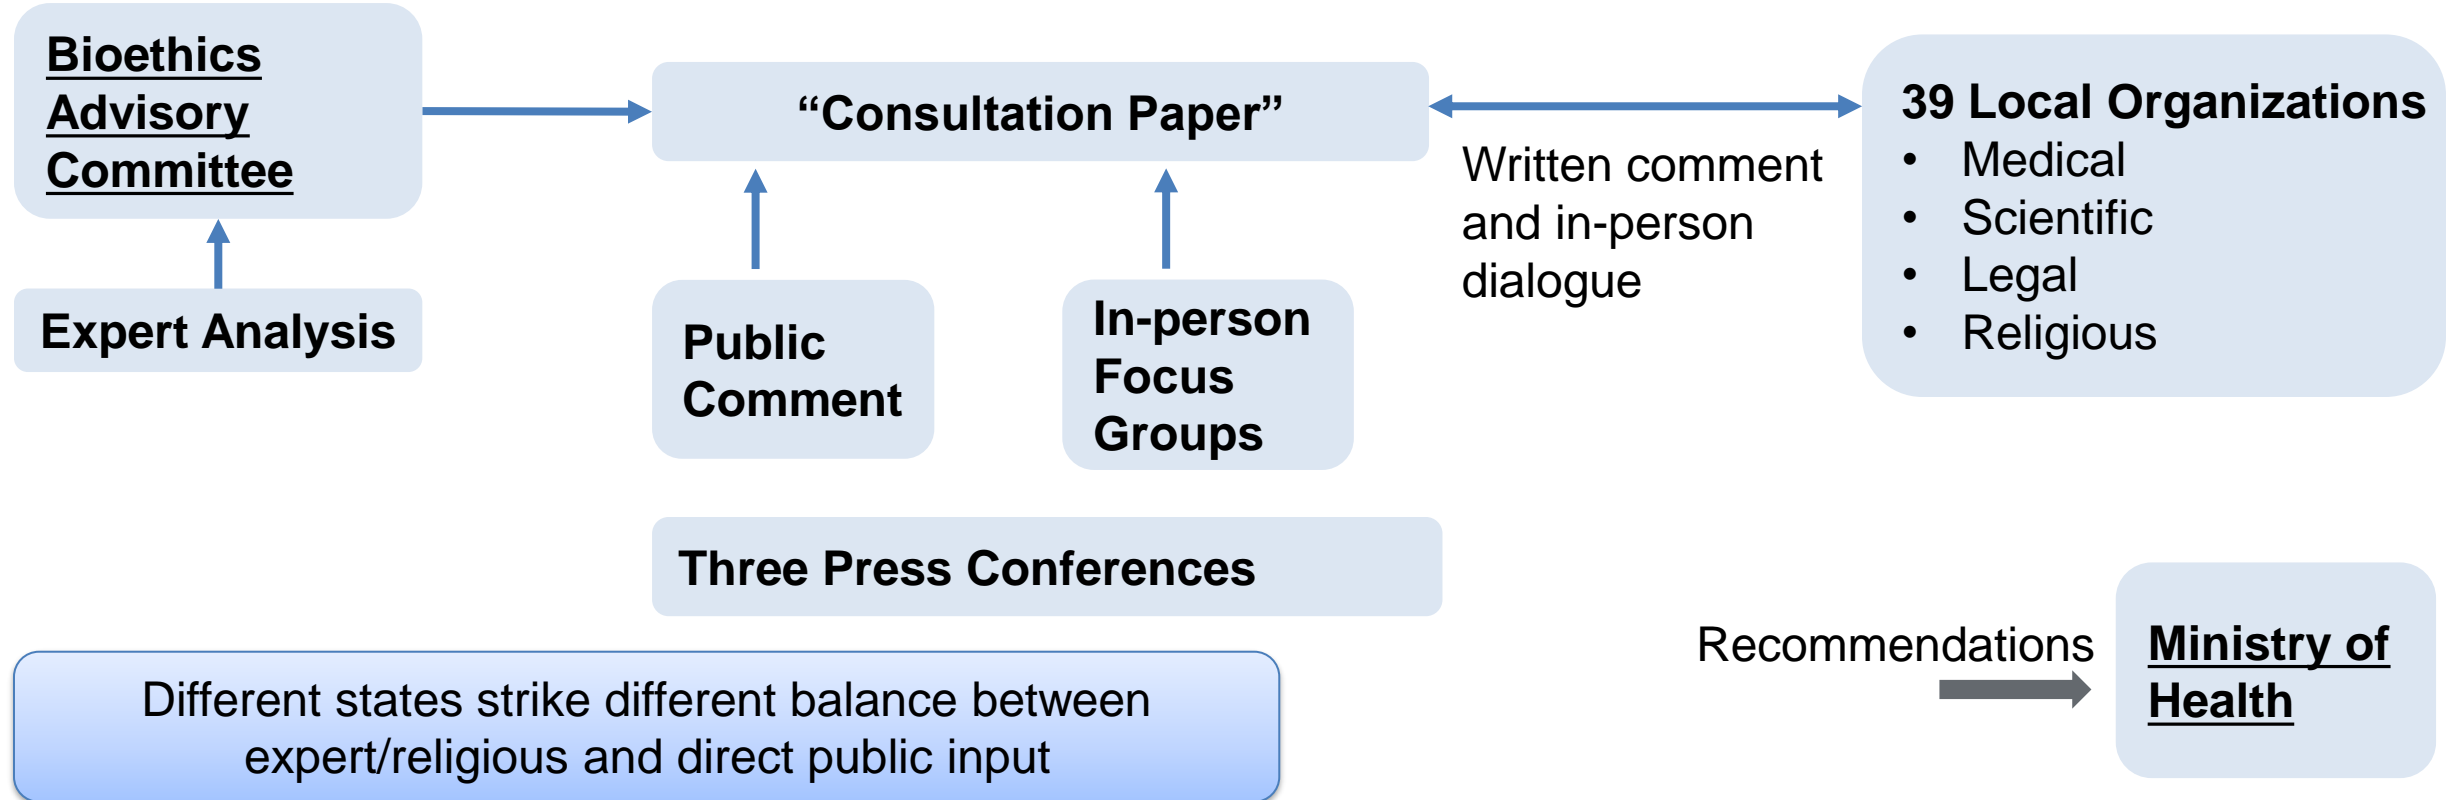 Bioethics
Advisory
Committee
Expert Analysis
“Consultation Paper”
Public
Comment
In-person
Focus
Groups
Written comment
and in-person
dialogue
39 Local Organizations
• Medical
• Scientific
• Legal
• Religious
Three Press Conferences
Different states strike different balance between
expert/religious and direct public input
Recommendations
Ministry of
Health